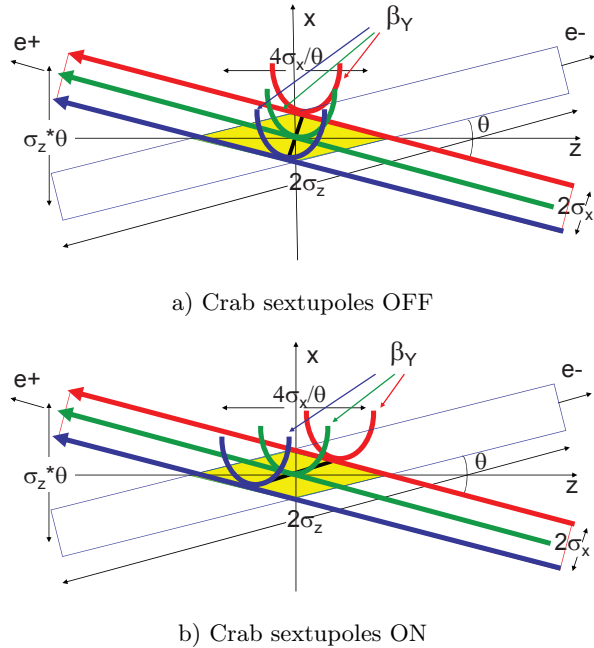 x
β_Y
e+
e-
4σ_x/θ
θ
σ_z*θ
z
2σ_z
2σ_x
a) Crab sextupoles OFF
x
β_Y
e+
e-
4σ_x/θ
θ
σ_z*θ
z
2σ_z
2σ_x
b) Crab sextupoles ON